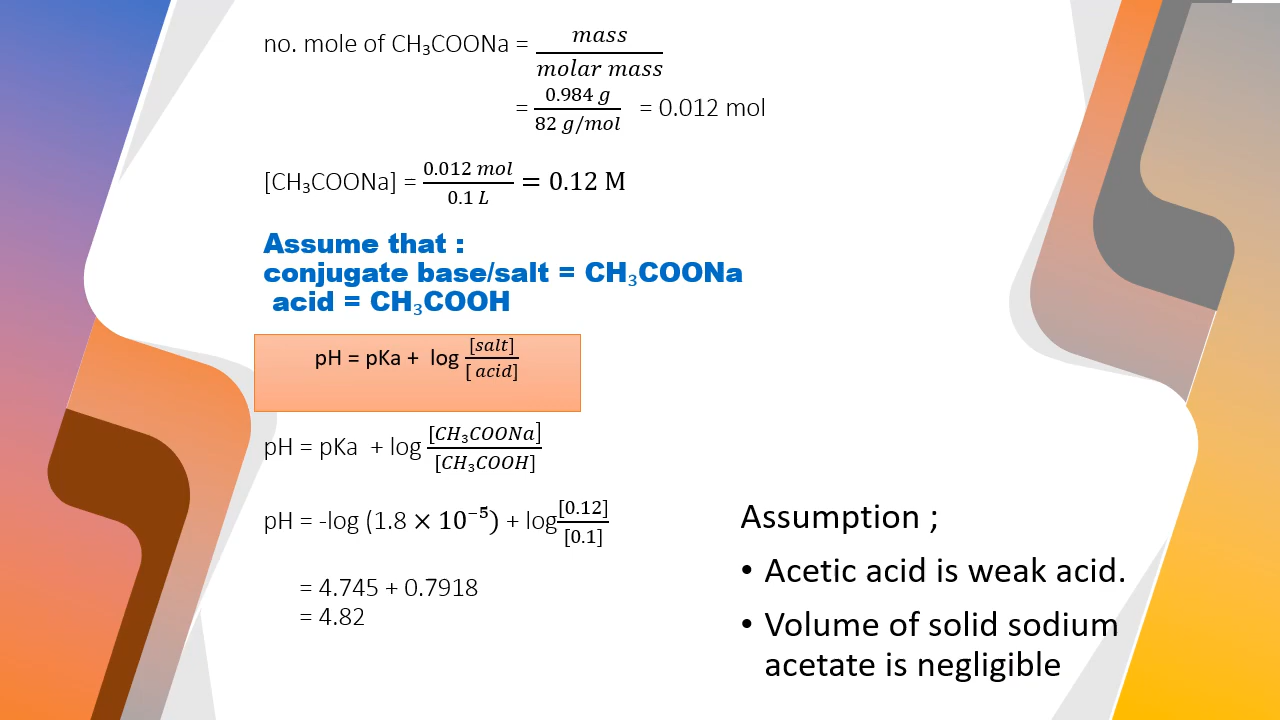 no. mole of CH₃COONa = mass / molar mass
= 0.984 g / 82 g/mol = 0.012 mol
[CH₃COONa] = 0.012 mol / 0.1 L = 0.12 M
Assume that :
conjugate base/salt = CH₃COONa
acid = CH₃COOH
pH = pKa + log [salt] / [ acid]
pH = pKa + log [CH₃COONa] / [CH₃COOH]
pH = -log (1.8 × 10⁻⁵) + log [0.12] / [0.1]
= 4.745 + 0.7918
= 4.82
Assumption ;
• Acetic acid is weak acid.
• Volume of solid sodium
acetate is negligible